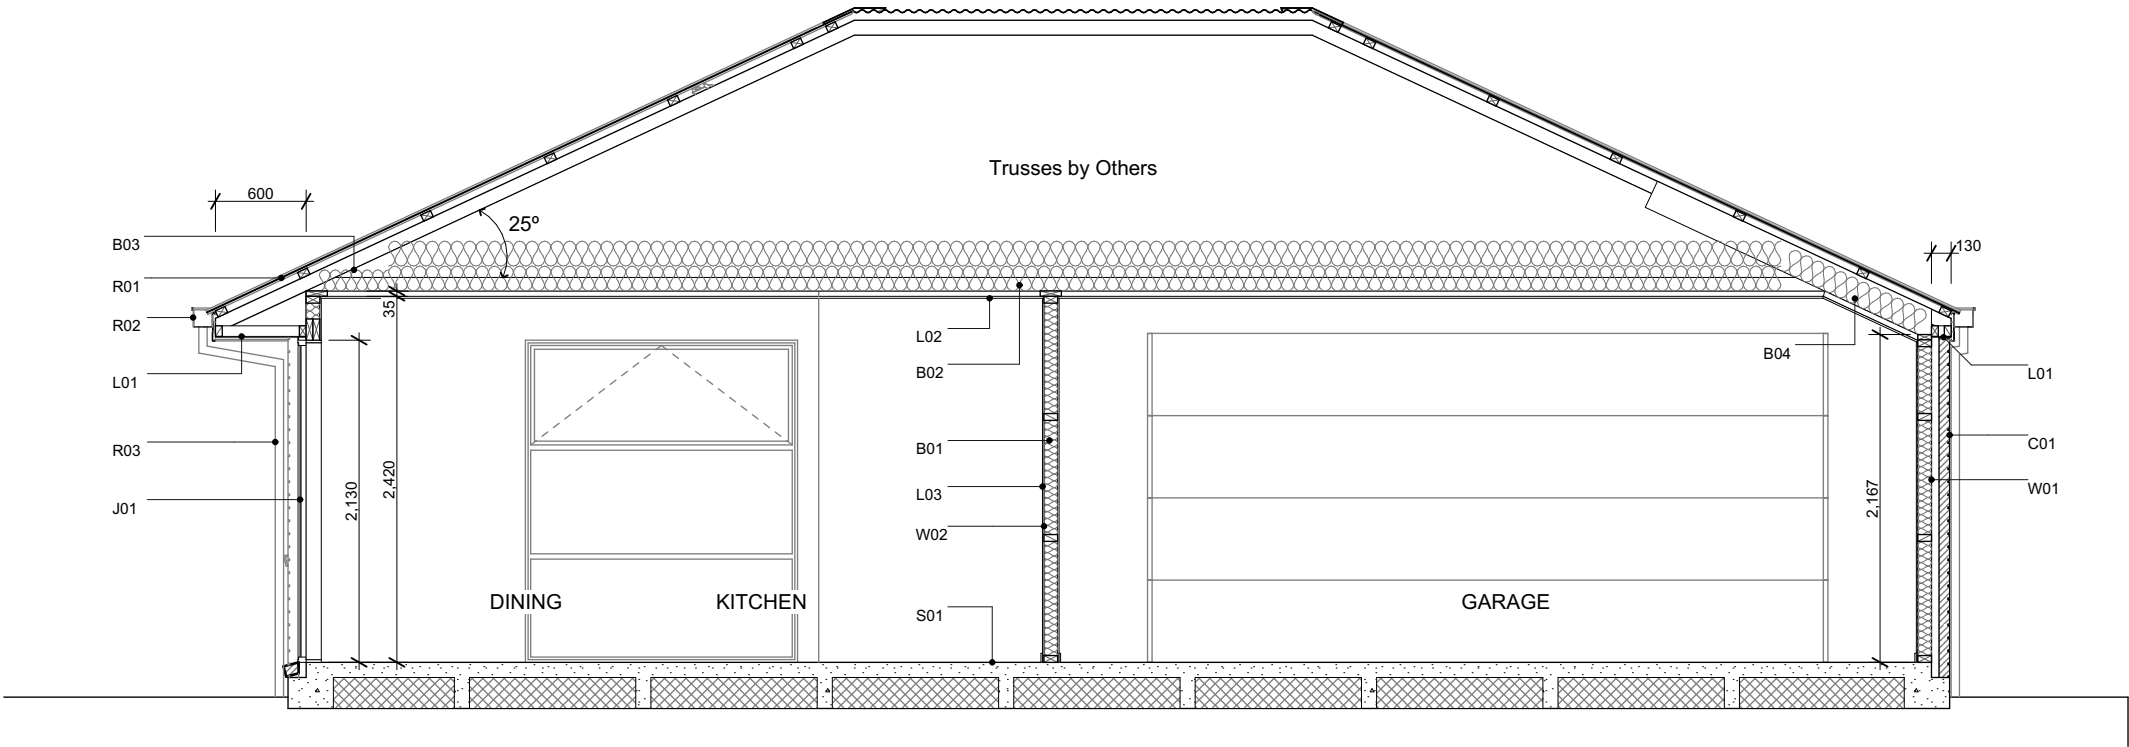 Trusses by Others
600
25º
B03
130
R01
35
R02
L02
B04
B02
L01
L01
R03
B01
C01
2,420
2,130
L03
2,167
W01
J01
W02
DINING
KITCHEN
GARAGE
S01